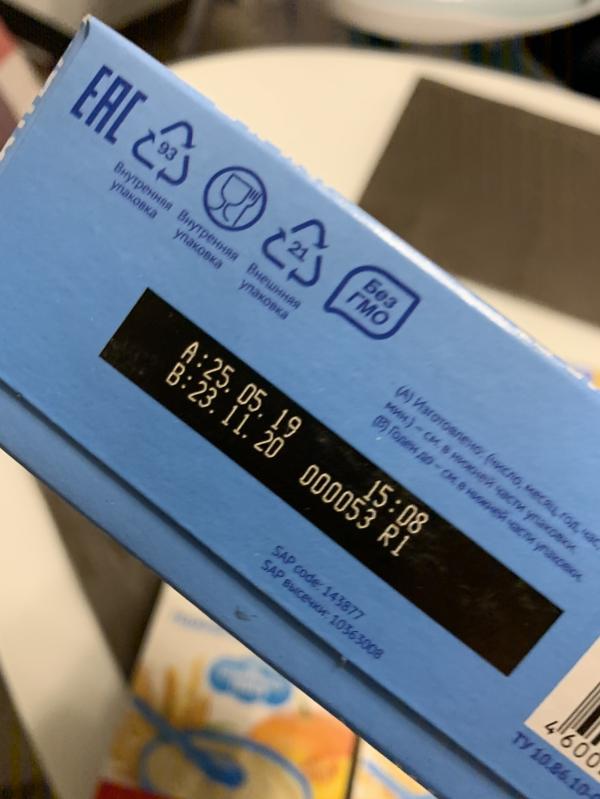 EAC
93
Внутренняя
упаковка
Внутренняя
упаковка
21
Внешняя
упаковка
Без
ГМО
A:25.05.19 15:08
B:23.11.20 000053 R1
(A) Изготовлено: (число, месяц, год, час,
мин.) – см. в нижней части упаковки.
(B) Годен до – см. в нижней части упаковки.
SAP code: 143877
SAP высечки: 10363008
4600
ТУ 10.86.10-